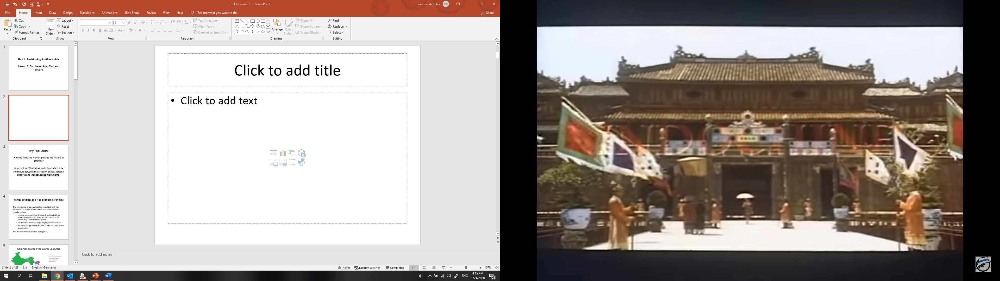 Unit 4 Lesson 7 - PowerPoint
vanessa Achilles
VA
File Home Insert Draw Design Transitions Animations Slide Show Review View Help Tell me what you want to do
Share
Paste
Cut
Copy
Format Painter
Clipboard
New
Slide
Layout
Reset
Section
Slides
32
B I U S abc AV Aa A
Font
Text Direction
Align Text
Convert to SmartArt
Paragraph
Arrange
Quick
Styles
Shape Fill
Shape Outline
Shape Effects
Drawing
Find
Replace
Select
Editing
1
Unit 4: Envisioning Southeast Asia
Lesson 7: Southeast Asia, film, and
empire
2
3
Key Questions
How do films and movies portray the history of
empires?
How do local film industries in South-East Asia
contribute towards the creation of new national
cultures and independence movements?
4
Films: political and / or economic vehicles
The emergence of colonial control coincided with the
development of film as one of the dominant media of
popular culture
• Imperial powers created film boards, celebrated their
accomplishments, and chronicled the cultures of the
people they controlled through film.
• Local South-East Asians began forging national cultures
• Yet, many film promoters focused on film that could make
large profits.
This lesson focuses on the first 2 categories.
5
Colonial power over South-East Asia
Click to add title
• Click to add text
Click to add notes
Slide 2 of 28
English (Germany)
Notes
Display Settings
Comments
107%
ENG
4:15 PM
1/21/2020
21
INDOCHINE